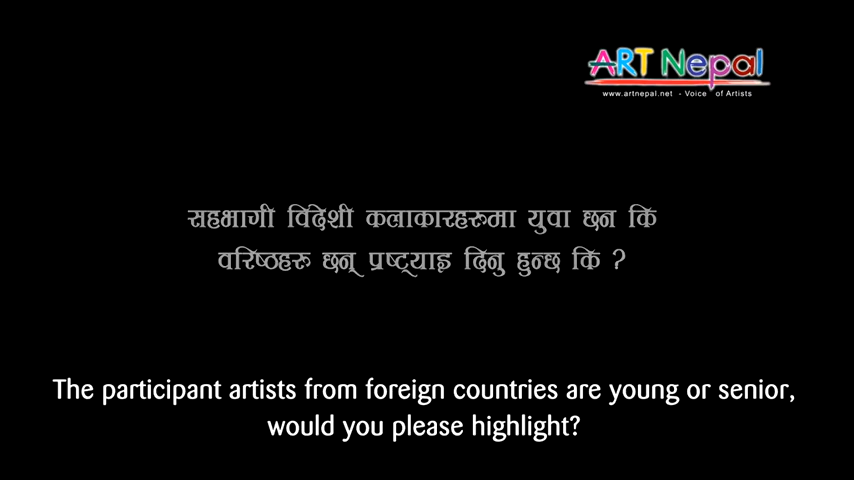 ART Nepal
www.artnepal.net - Voice of Artists
सहभागी विदेशी कलाकारहरुमा युवा छन कि
वरिष्ठहरु छन् प्रष्ट्याइ दिनु हुन्छ कि ?
The participant artists from foreign countries are young or senior,
would you please highlight?